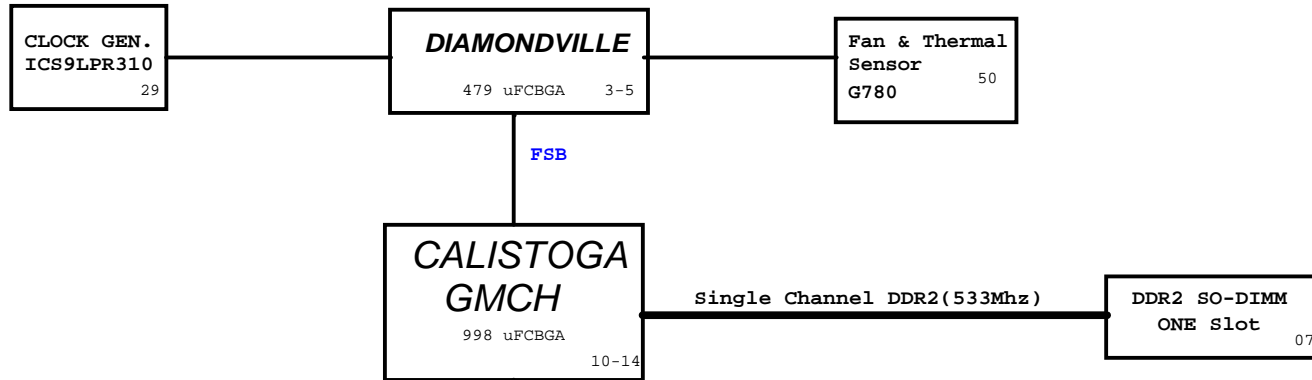 CLOCK GEN.
ICS9LPR310
29
DIAMONDVILLE
479 uFCBGA 3-5
Fan & Thermal
Sensor
50
G780
FSB
CALISTOGA
GMCH
998 uFCBGA
10-14
Single Channel DDR2(533Mhz)
DDR2 SO-DIMM
ONE Slot
07